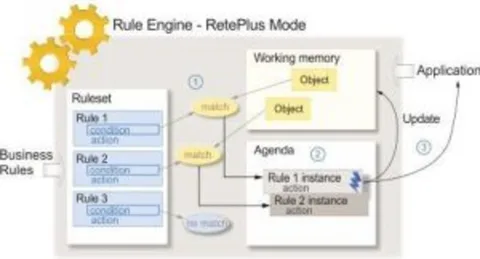 Rule Engine - RetePlus Mode
Working memory
Object
Object
Application
1
match
Ruleset
Rule 1
condition
action
Business
Rules
Rule 2
condition
action
match
Rule 3
condition
action
no match
Agenda
2
Rule 1 instance
action
Rule 2 instance
action
Update
3